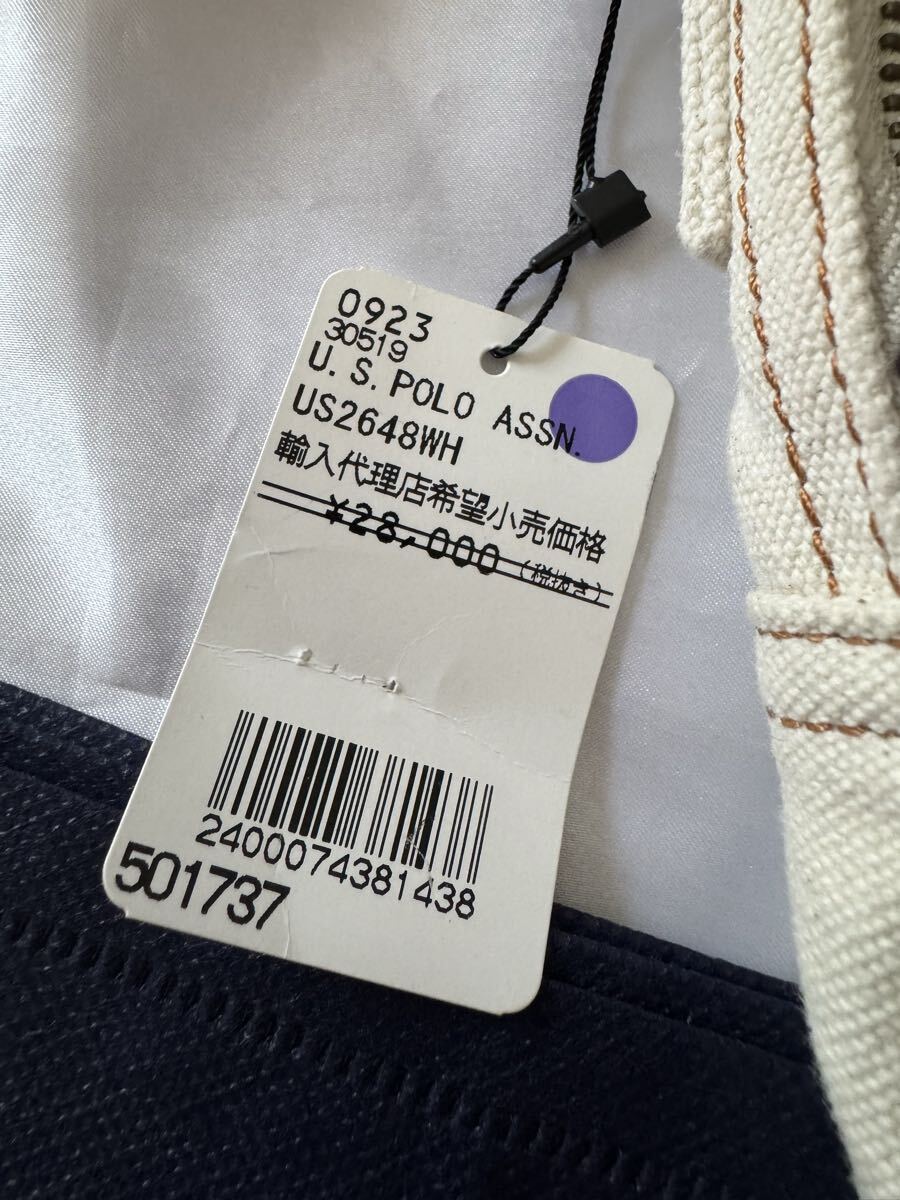 0923
30519
U.S.POLO ASSN.
US2648WH
輸入代理店希望小売価格
¥28,000(税抜き)
2400074381438
501737